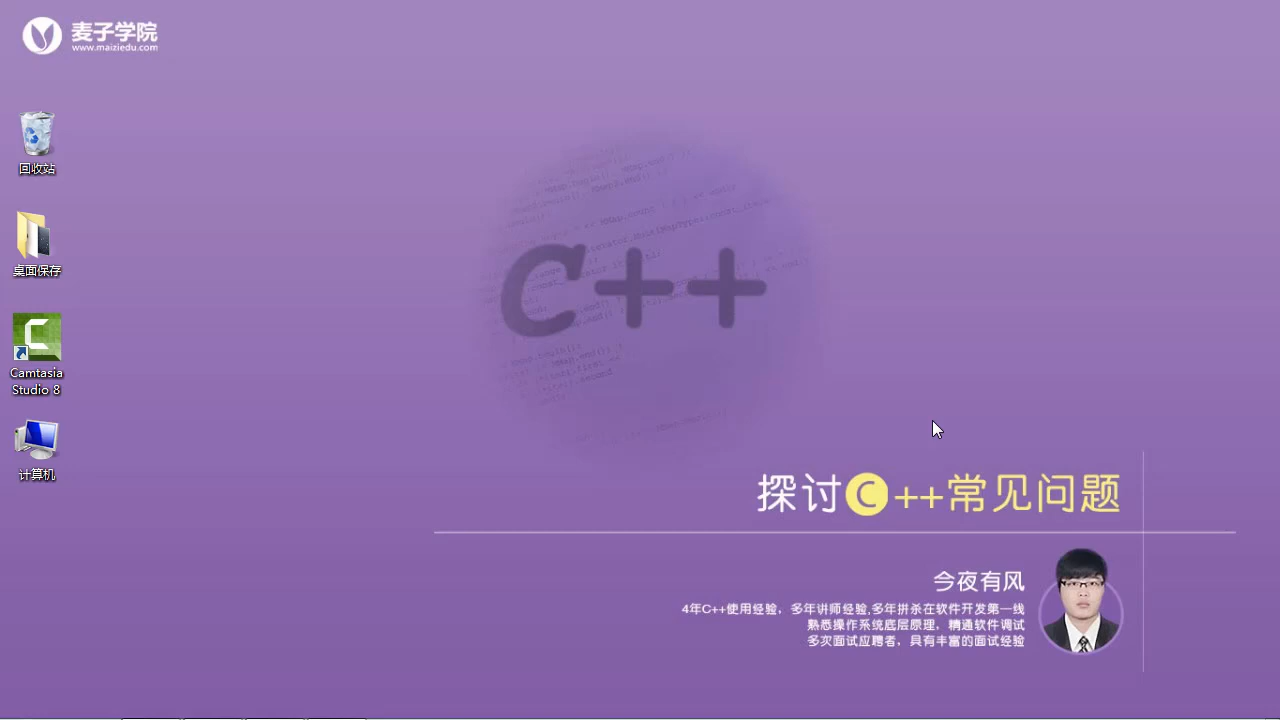 麦子学院
www.maiziedu.com
回收站
桌面保存
Camtasia
Studio 8
计算机
C++
探讨C++常见问题
今夜有风
4年C++使用经验，多年讲师经验,多年拼杀在软件开发第一线
熟悉操作系统底层原理，精通软件调试
多次面试应聘者，具有丰富的面试经验